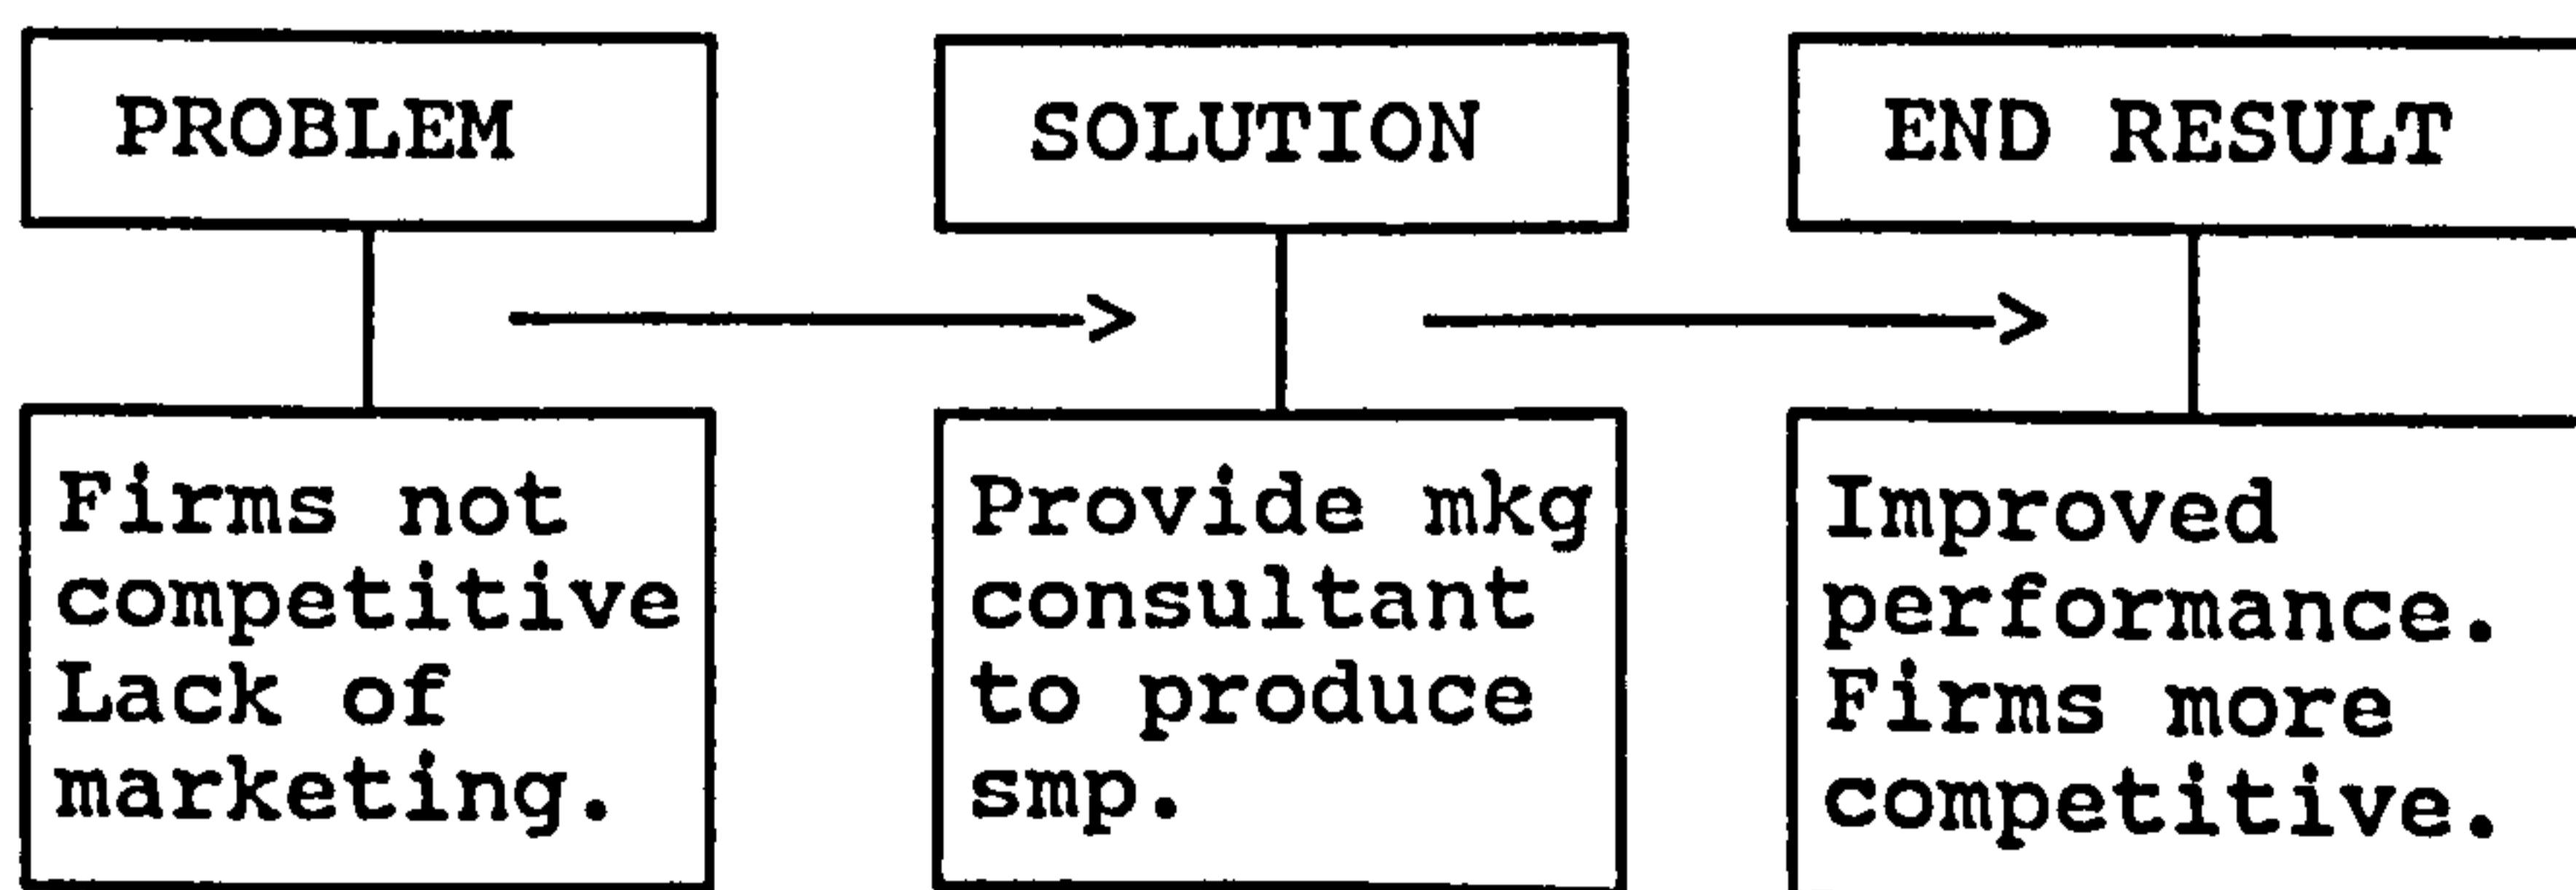 PROBLEM
SOLUTION
END RESULT
Firms not
competitive
Lack of
marketing.
Provide mkg
consultant
to produce
smp.
Improved
performance.
Firms more
competitive.